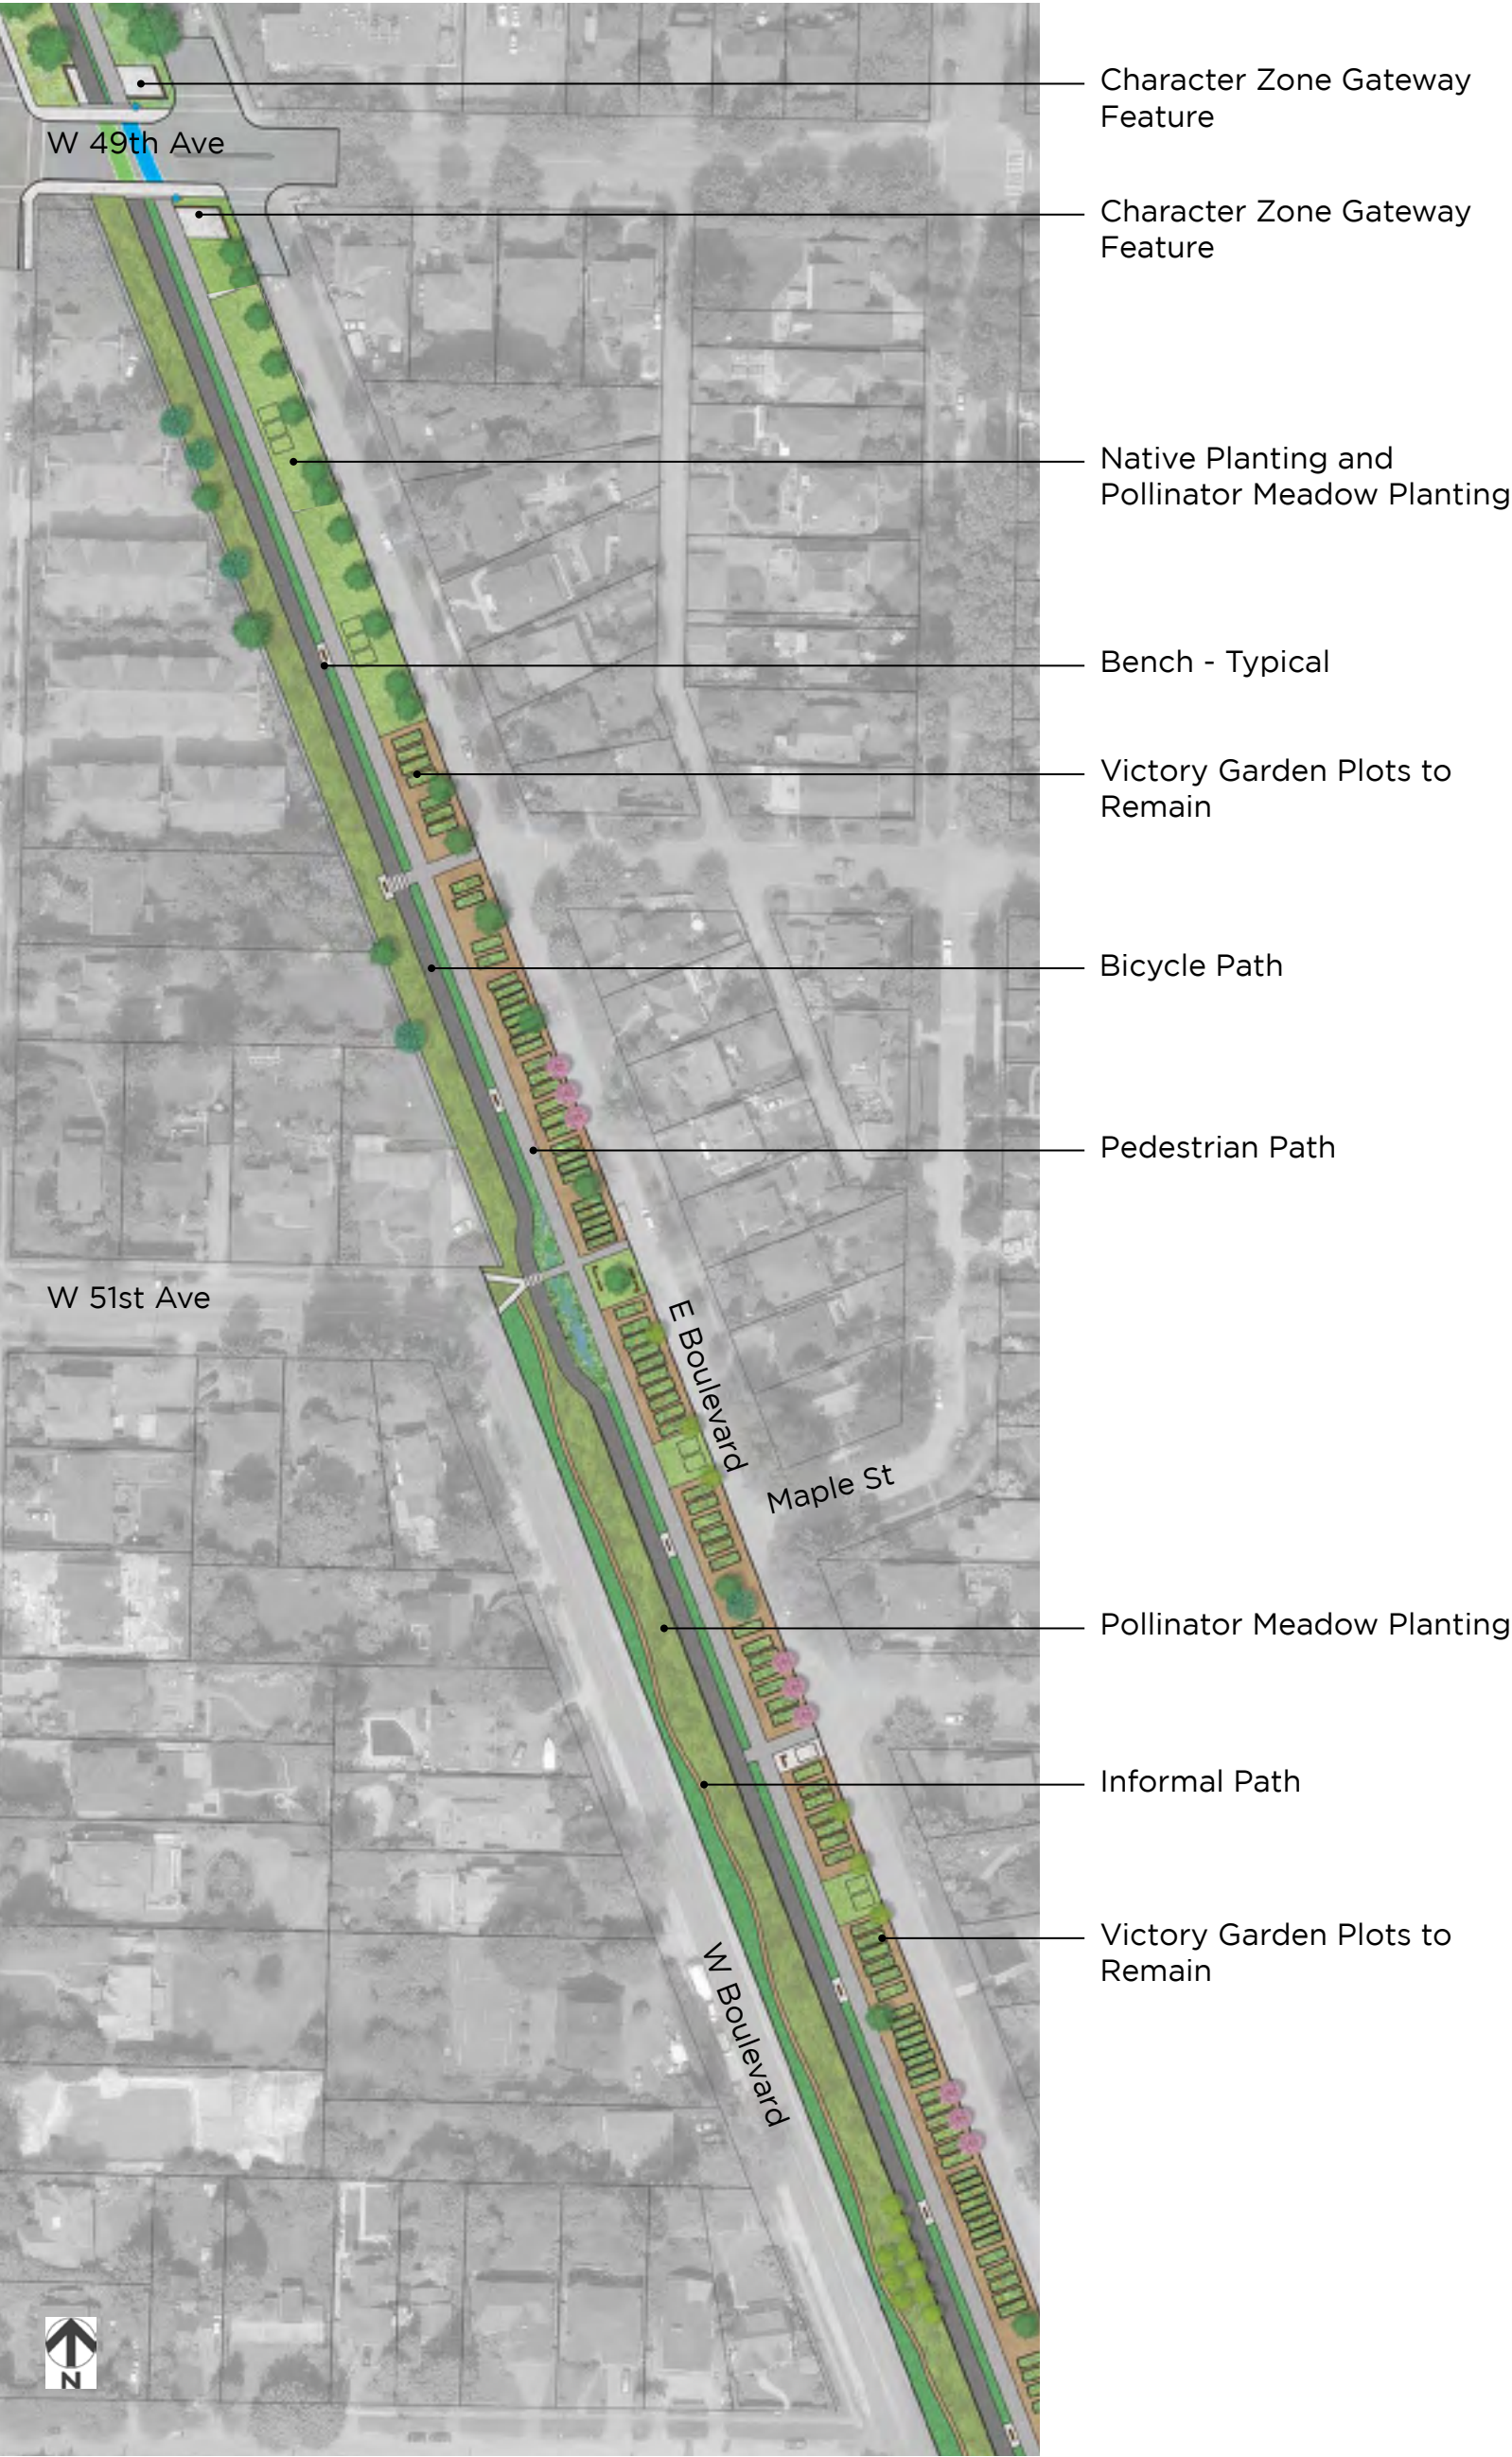 Character Zone Gateway
Feature
W 49th Ave
Character Zone Gateway
Feature
Native Planting and
Pollinator Meadow Planting
Bench - Typical
Victory Garden Plots to
Remain
Bicycle Path
Pedestrian Path
W 51st Ave
E Boulevard
Maple St
Pollinator Meadow Planting
Informal Path
Victory Garden Plots to
Remain
W Boulevard
N